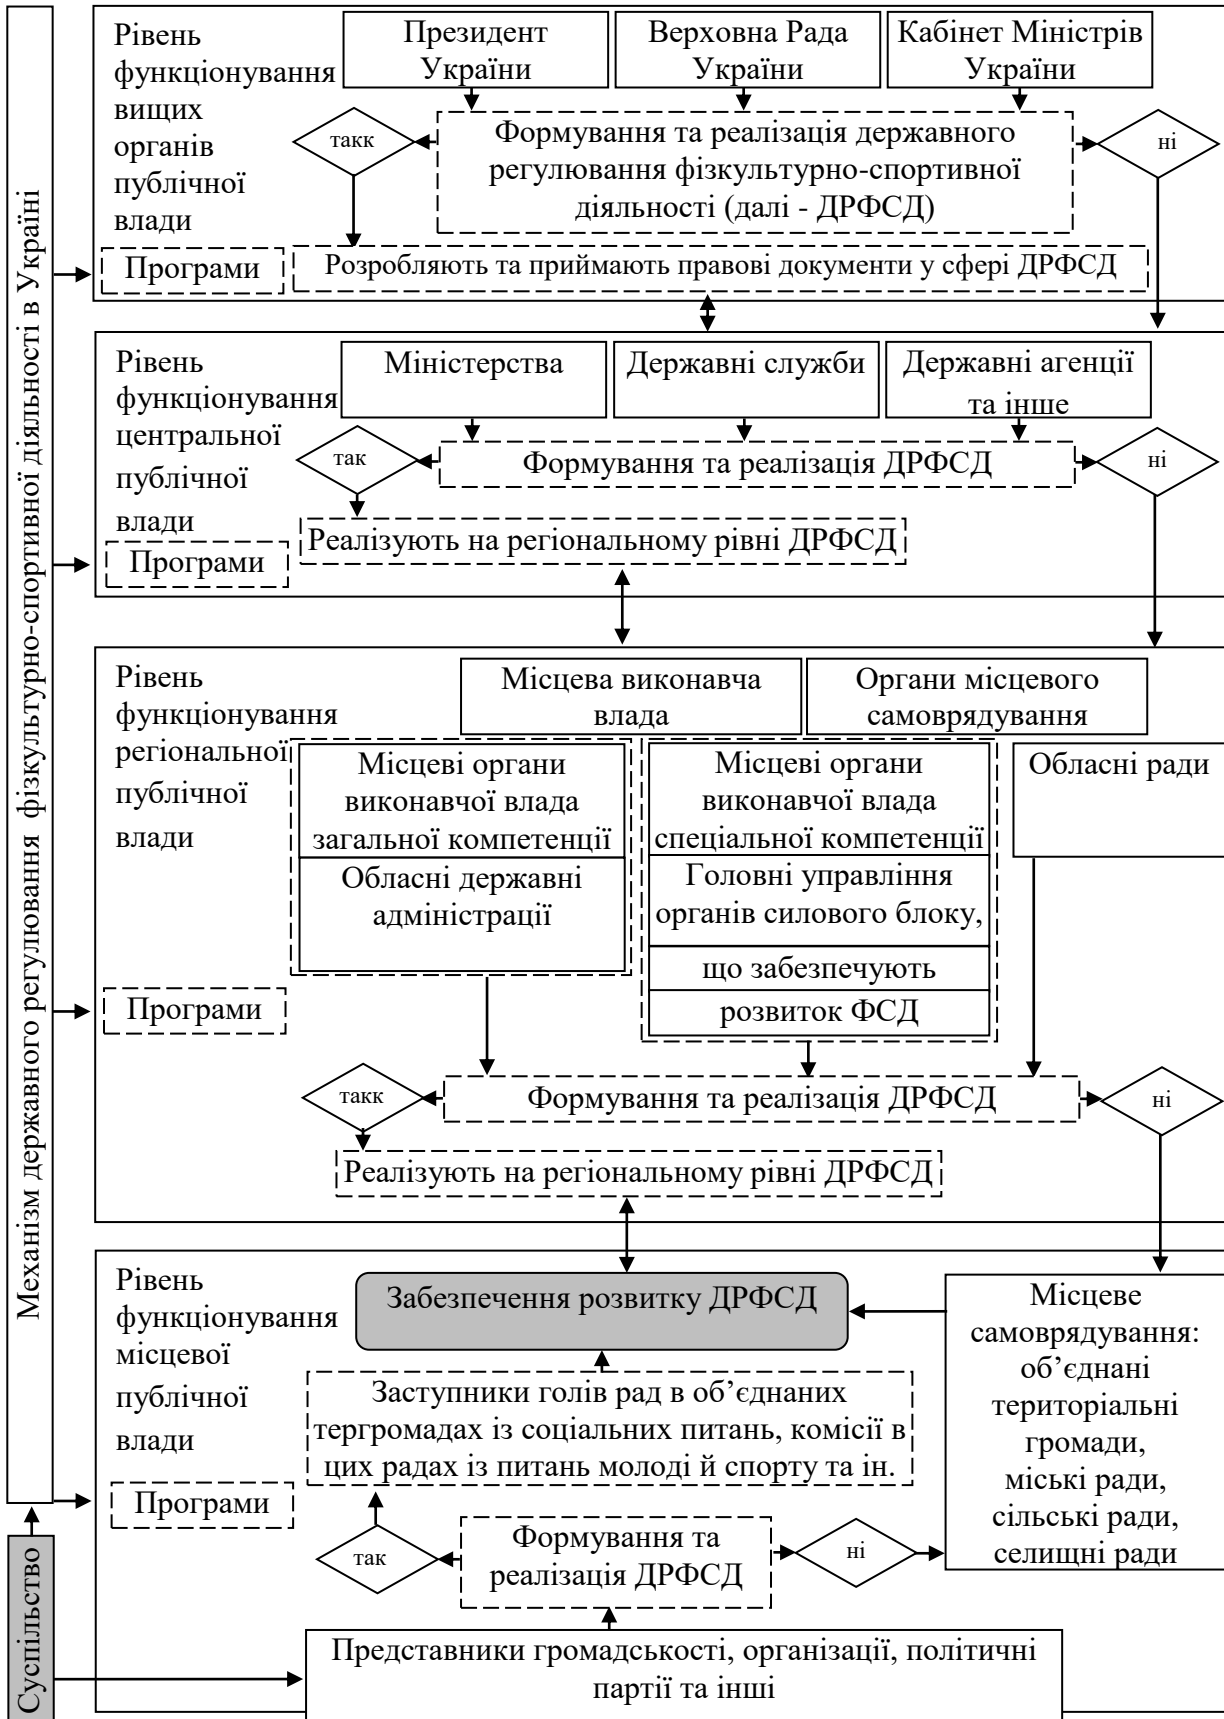 Механізм державного регулювання фізкультурно-спортивної діяльності в Україні
Суспільство
Рівень
функціонування
вищих
органів
публічної
влади
Президент
України
Верховна Рада
України
Кабінет Міністрів
України
такк
Формування та реалізація державного
регулювання фізкультурно-спортивної
діяльності (далі - ДРФСД)
ні
Програми
Розробляють та приймають правові документи у сфері ДРФСД
Рівень
функціонування
центральної
публічної
влади
Міністерства
Державні служби
Державні агенції
та інше
так
Формування та реалізація ДРФСД
ні
Реалізують на регіональному рівні ДРФСД
Програми
Рівень
функціонування
регіональної
публічної
влади
Місцева виконавча
влада
Органи місцевого
самоврядування
Місцеві органи
виконавчої влада
загальної компетенції
Обласні державні
адміністрації
Місцеві органи
виконавчої влада
спеціальної компетенції
Головні управління
органів силового блоку,
що забезпечують
розвиток ФСД
Обласні ради
Програми
такк
Формування та реалізація ДРФСД
ні
Реалізують на регіональному рівні ДРФСД
Рівень
функціонування
місцевої
публічної
влади
Забезпечення розвитку ДРФСД
Місцеве
самоврядування:
об’єднані
територіальні
громади,
міські ради,
сільські ради,
селищні ради
Заступники голів рад в об’єднаних
тергромадах із соціальних питань, комісії в
цих радах із питань молоді й спорту та ін.
Програми
так
Формування та
реалізація ДРФСД
ні
Представники громадськості, організації, політичні
партії та інші